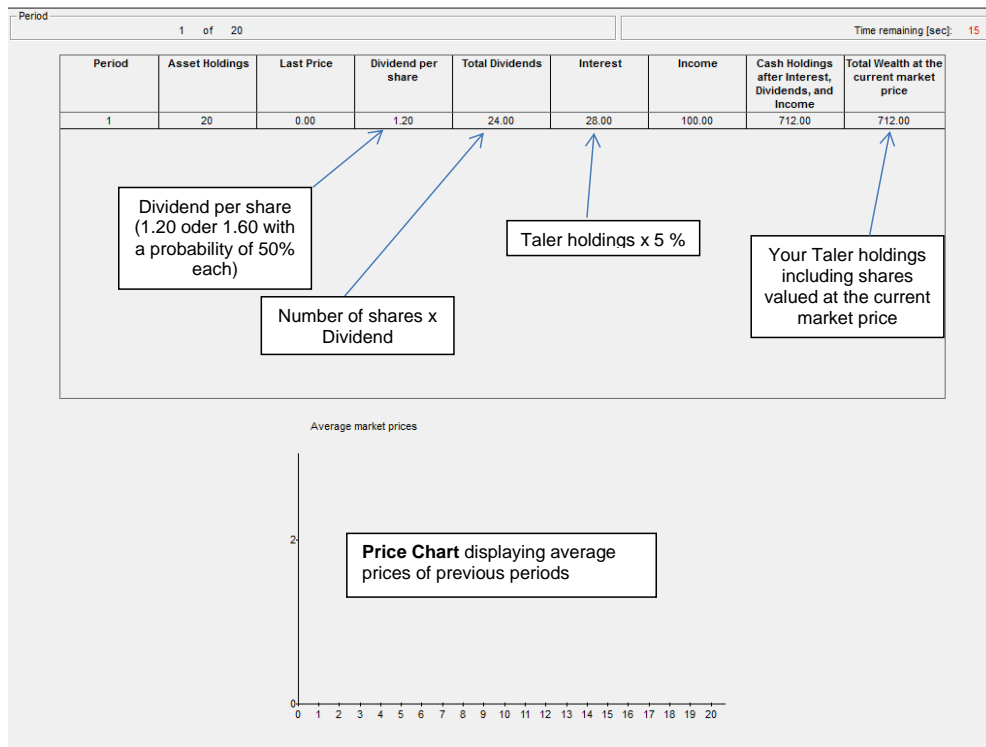 Period
1 of 20
Time remaining [sec]: 15
Period Asset Holdings Last Price Dividend per share Total Dividends Interest Income Cash Holdings after Interest, Dividends, and Income Total Wealth at the current market price
1 20 0.00 1.20 24.00 28.00 100.00 712.00 712.00
Dividend per share
(1.20 oder 1.60 with
a probability of 50%
each)
Number of shares x
Dividend
Taler holdings x 5 %
Your Taler holdings
including shares
valued at the current
market price
Average market prices
2
Price Chart displaying average
prices of previous periods
0
0 1 2 3 4 5 6 7 8 9 10 11 12 13 14 15 16 17 18 19 20